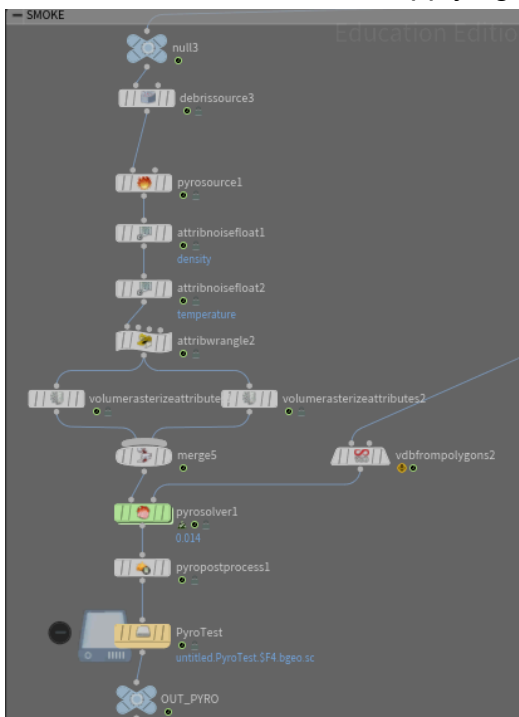 SMOKE
Education Editio
null3
debrissource3
pyrosource1
attribnoisefloat1
density
attribnoisefloat2
temperature
attribwrangle2
volumerasterizeattribute
volumerasterizeattributes2
merge5
vdbfrompolygons2
pyrosolver1
0.014
pyropostprocess1
PyroTest
untitled.PyroTest.$F4.bgeo.sc
OUT_PYRO